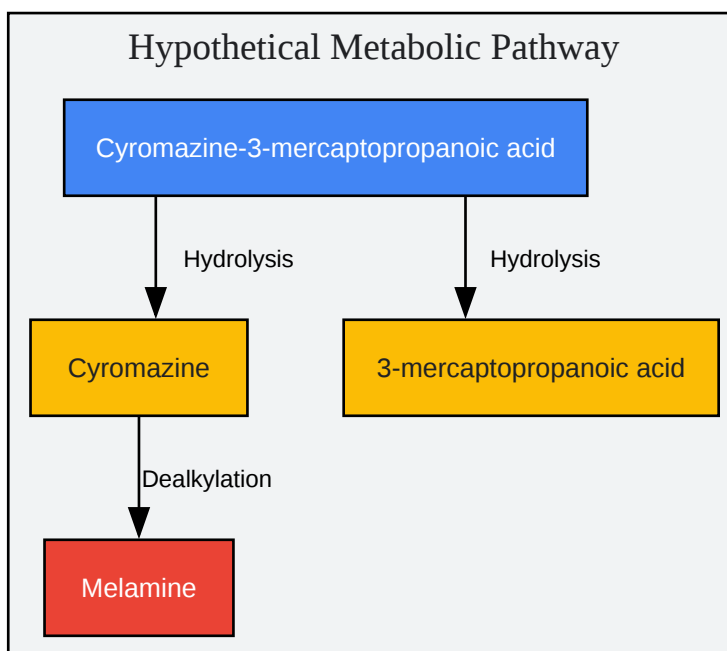 Hypothetical Metabolic Pathway
Cyromazine-3-mercaptopropanoic acid
Hydrolysis
Hydrolysis
Cyromazine
3-mercaptopropanoic acid
Dealkylation
Melamine